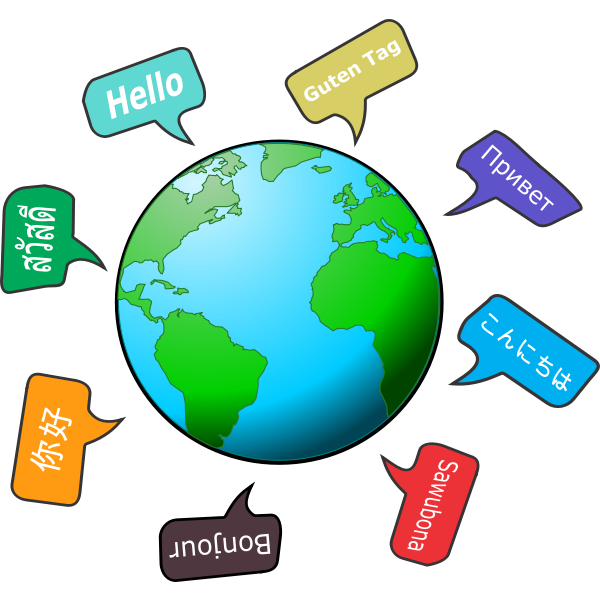 Hello
Guten Tag
Привет
こんにちは
Sawubona
Bonjour
你好
สวัสดี